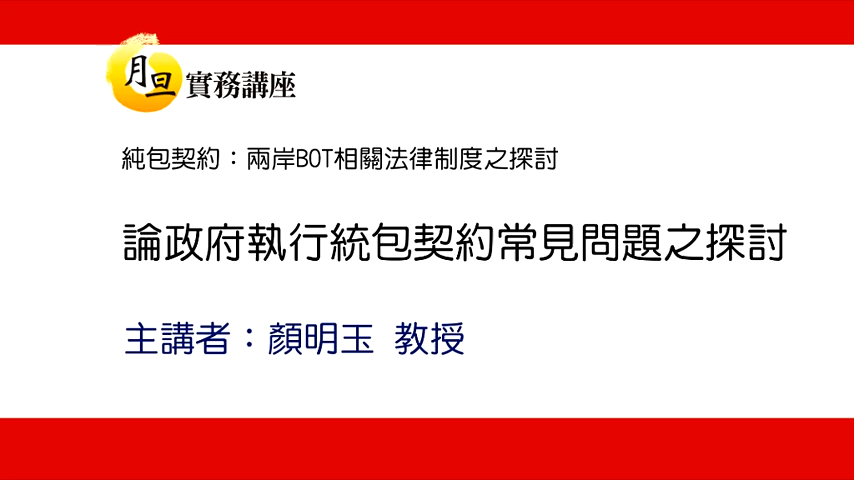 月旦 實務講座
純包契約：兩岸BOT相關法律制度之探討
論政府執行統包契約常見問題之探討
主講者：顏明玉 教授